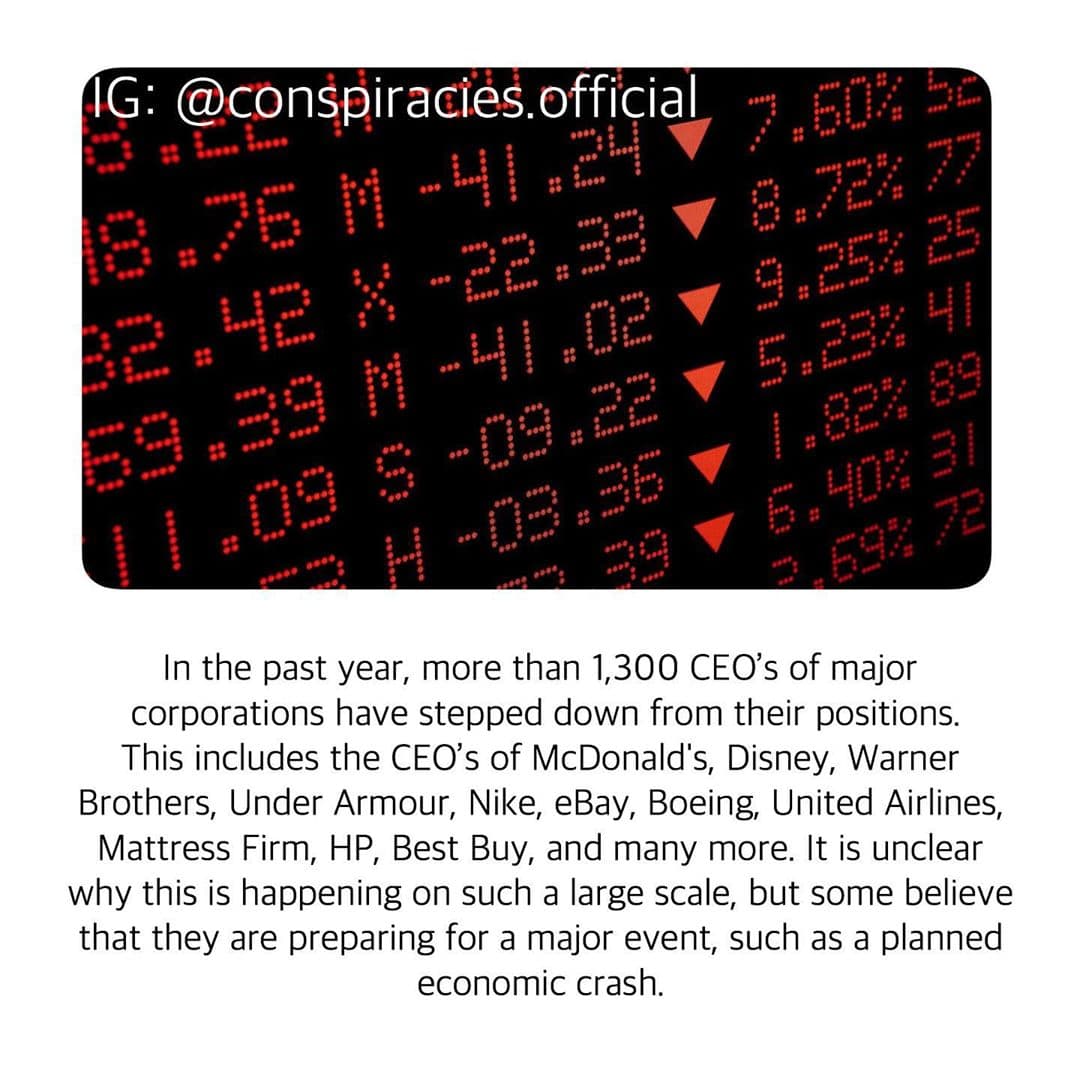 IG: @conspiracies.official
.76 M -41.24 ▼ 7.60%
.42 X -22.33 ▼ 8.72% 77
.39 M -41.02 ▼ 9.25% 25
.09 S -09.22 ▼ 5.23% 41
H -03.36 ▼ 1.82% 89
39 ▼ 6.40% 31
.69% 72
In the past year, more than 1,300 CEO’s of major
corporations have stepped down from their positions.
This includes the CEO’s of McDonald's, Disney, Warner
Brothers, Under Armour, Nike, eBay, Boeing, United Airlines,
Mattress Firm, HP, Best Buy, and many more. It is unclear
why this is happening on such a large scale, but some believe
that they are preparing for a major event, such as a planned
economic crash.